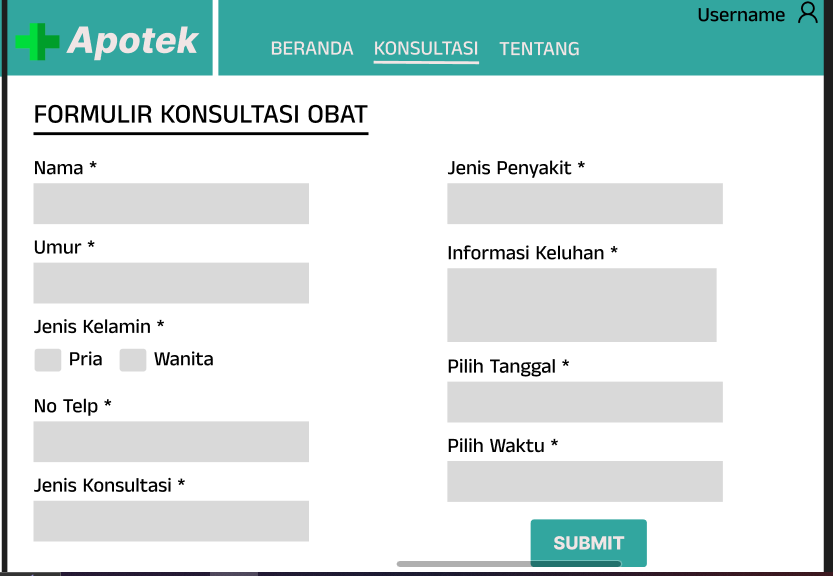 Username
Apotek
BERANDA KONSULTASI TENTANG
FORMULIR KONSULTASI OBAT
Nama *
Umur *
Jenis Kelamin *
Pria Wanita
No Telp *
Jenis Konsultasi *
Jenis Penyakit *
Informasi Keluhan *
Pilih Tanggal *
Pilih Waktu *
SUBMIT